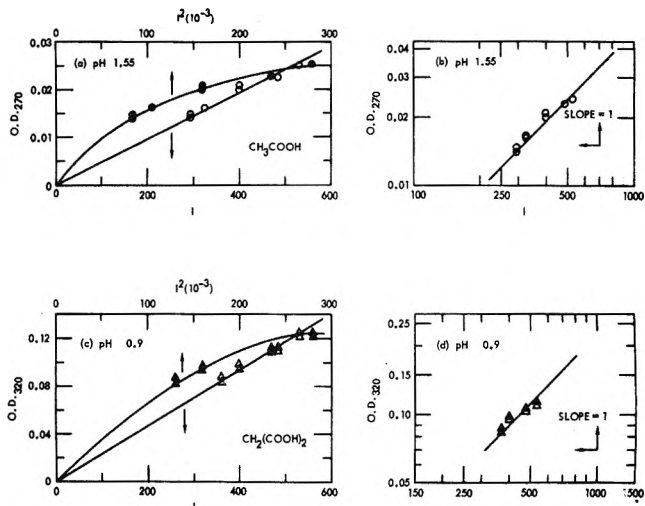 I²(10⁻³)
0 100 200 300
0.03
0.02
0.01
0
O.D.₂₇₀
(a) pH 1.55
CH₃COOH
0 200 400 600
I
0.04
0.03
0.02
0.01
O.D.₂₇₀
(b) pH 1.55
SLOPE = 1
100 200 500 1000
I
I²(10⁻³)
0 100 200 300
0.12
0.08
0.04
0
O.D.₃₂₀
(c) pH 0.9
CH₂(COOH)₂
0 200 400 600
0.25
0.10
0.05
O.D.₃₂₀
(d) pH 0.9
SLOPE = 1
150 250 500 1000 1500